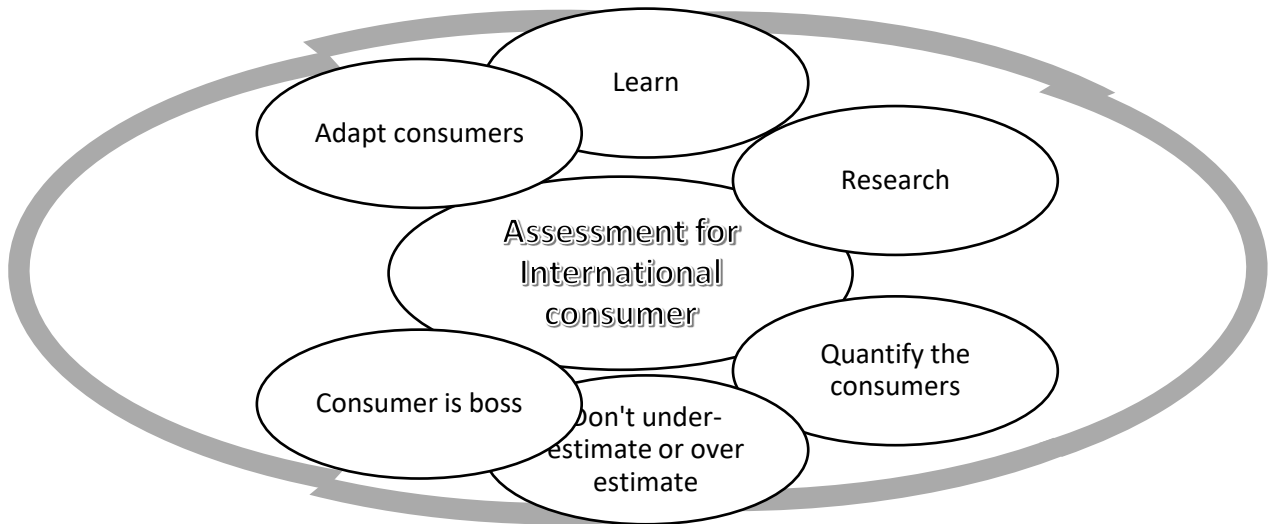 Learn
Adapt consumers
Research
Assessment for
International
consumer
Quantify the
consumers
Consumer is boss
Don't under-
estimate or over
estimate